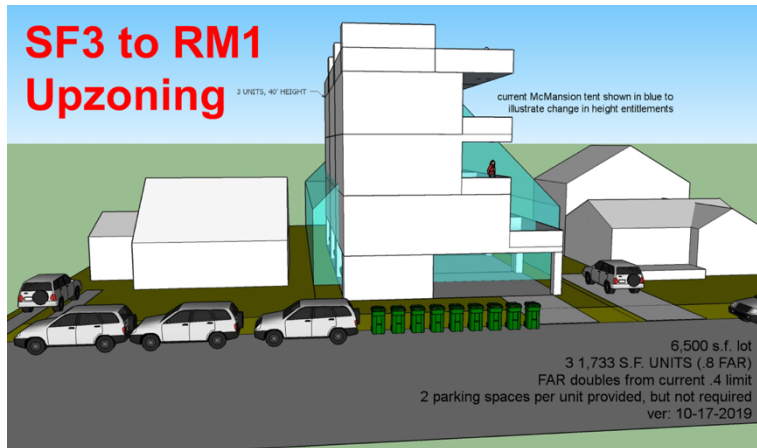 SF3 to RM1
Upzoning
3 UNITS, 40' HEIGHT
current McMansion tent shown in blue to
illustrate change in height entitlements
6,500 s.f. lot
3 1,733 S.F. UNITS (.8 FAR)
FAR doubles from current .4 limit
2 parking spaces per unit provided, but not required
ver: 10-17-2019